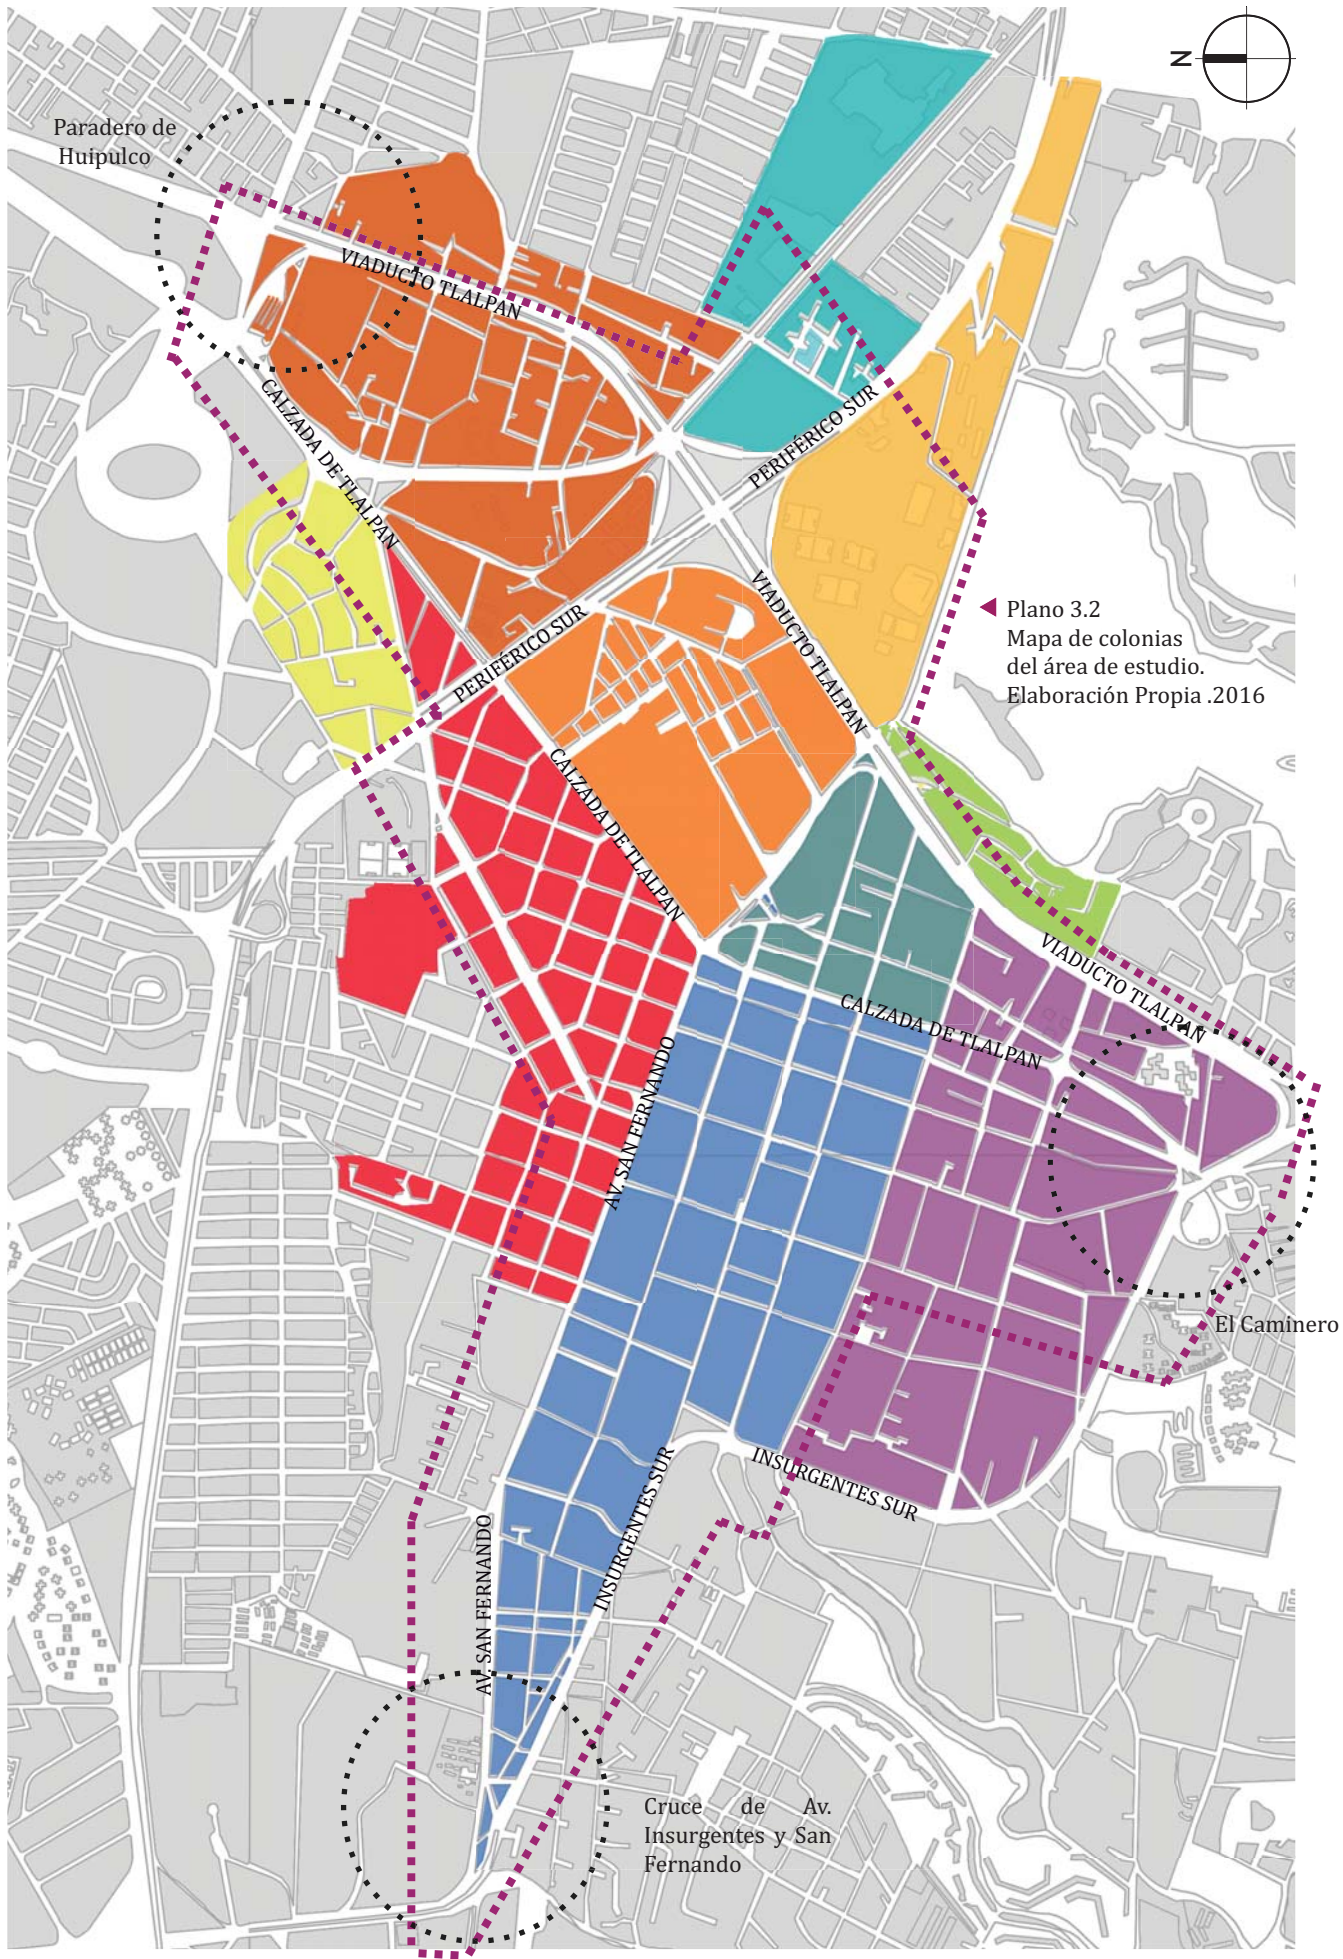 N
Paradero de
Huipulco
VIADUCTO TLALPAN
CALZADA DE TLALPAN
PERIFÉRICO SUR
PERIFÉRICO SUR
VIADUCTO TLALPAN
Plano 3.2
Mapa de colonias
del área de estudio.
Elaboración Propia .2016
CALZADA DE TLALPAN
VIADUCTO TLALPAN
CALZADA DE TLALPAN
AV. SAN FERNANDO
El Caminero
INSURGENTES SUR
INSURGENTES SUR
AV. SAN FERNANDO
Cruce de Av.
Insurgentes y San
Fernando